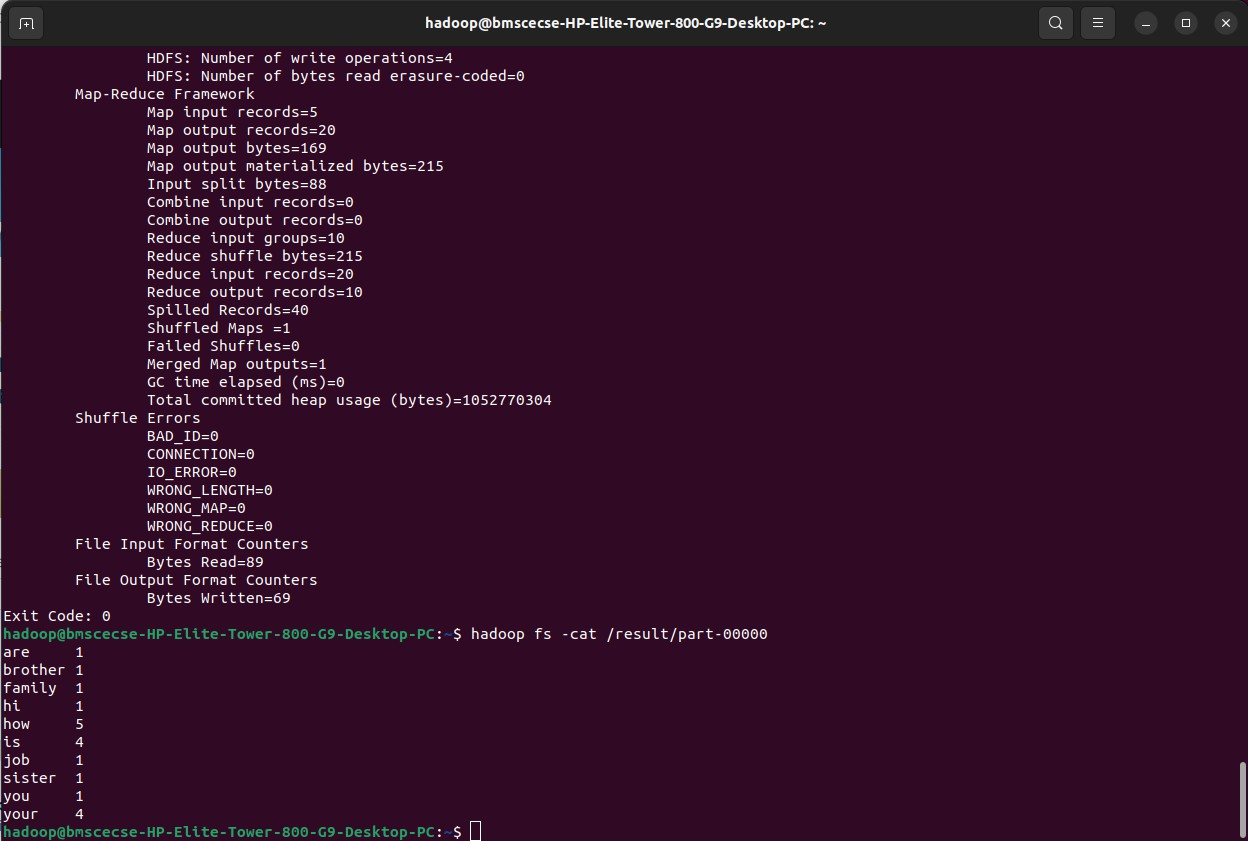 hadoop@bmscecse-HP-Elite-Tower-800-G9-Desktop-PC: ~
HDFS: Number of write operations=4
HDFS: Number of bytes read erasure-coded=0
Map-Reduce Framework
Map input records=5
Map output records=20
Map output bytes=169
Map output materialized bytes=215
Input split bytes=88
Combine input records=0
Combine output records=0
Reduce input groups=10
Reduce shuffle bytes=215
Reduce input records=20
Reduce output records=10
Spilled Records=40
Shuffled Maps =1
Failed Shuffles=0
Merged Map outputs=1
GC time elapsed (ms)=0
Total committed heap usage (bytes)=1052770304
Shuffle Errors
BAD_ID=0
CONNECTION=0
IO_ERROR=0
WRONG_LENGTH=0
WRONG_MAP=0
WRONG_REDUCE=0
File Input Format Counters
Bytes Read=89
File Output Format Counters
Bytes Written=69
Exit Code: 0
hadoop@bmscecse-HP-Elite-Tower-800-G9-Desktop-PC:~$ hadoop fs -cat /result/part-00000
are 1
brother 1
family 1
hi 1
how 5
is 4
job 1
sister 1
you 1
your 4
hadoop@bmscecse-HP-Elite-Tower-800-G9-Desktop-PC:~$